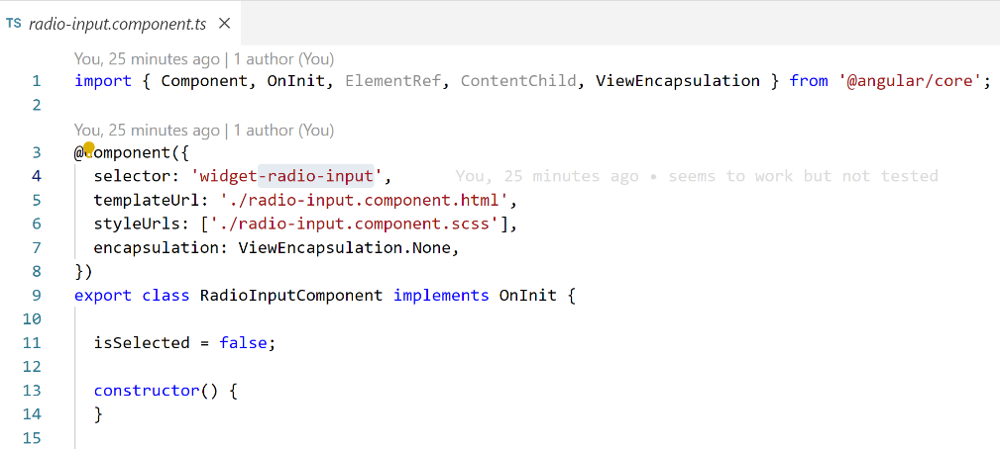 TS radio-input.component.ts ×
You, 25 minutes ago | 1 author (You)
1 import { Component, OnInit, ElementRef, ContentChild, ViewEncapsulation } from '@angular/core';
2
You, 25 minutes ago | 1 author (You)
3 @Component({
4 selector: 'widget-radio-input', You, 25 minutes ago • seems to work but not tested
5 templateUrl: './radio-input.component.html',
6 styleUrls: ['./radio-input.component.scss'],
7 encapsulation: ViewEncapsulation.None,
8 })
9 export class RadioInputComponent implements OnInit {
10
11 isSelected = false;
12
13 constructor() {
14 }
15